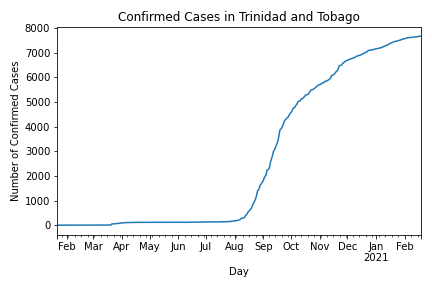 Confirmed Cases in Trinidad and Tobago
8000
7000
6000
5000
4000
3000
2000
1000
0
Number of Confirmed Cases
Feb Mar Apr May Jun Jul Aug Sep Oct Nov Dec Jan Feb
2021
Day